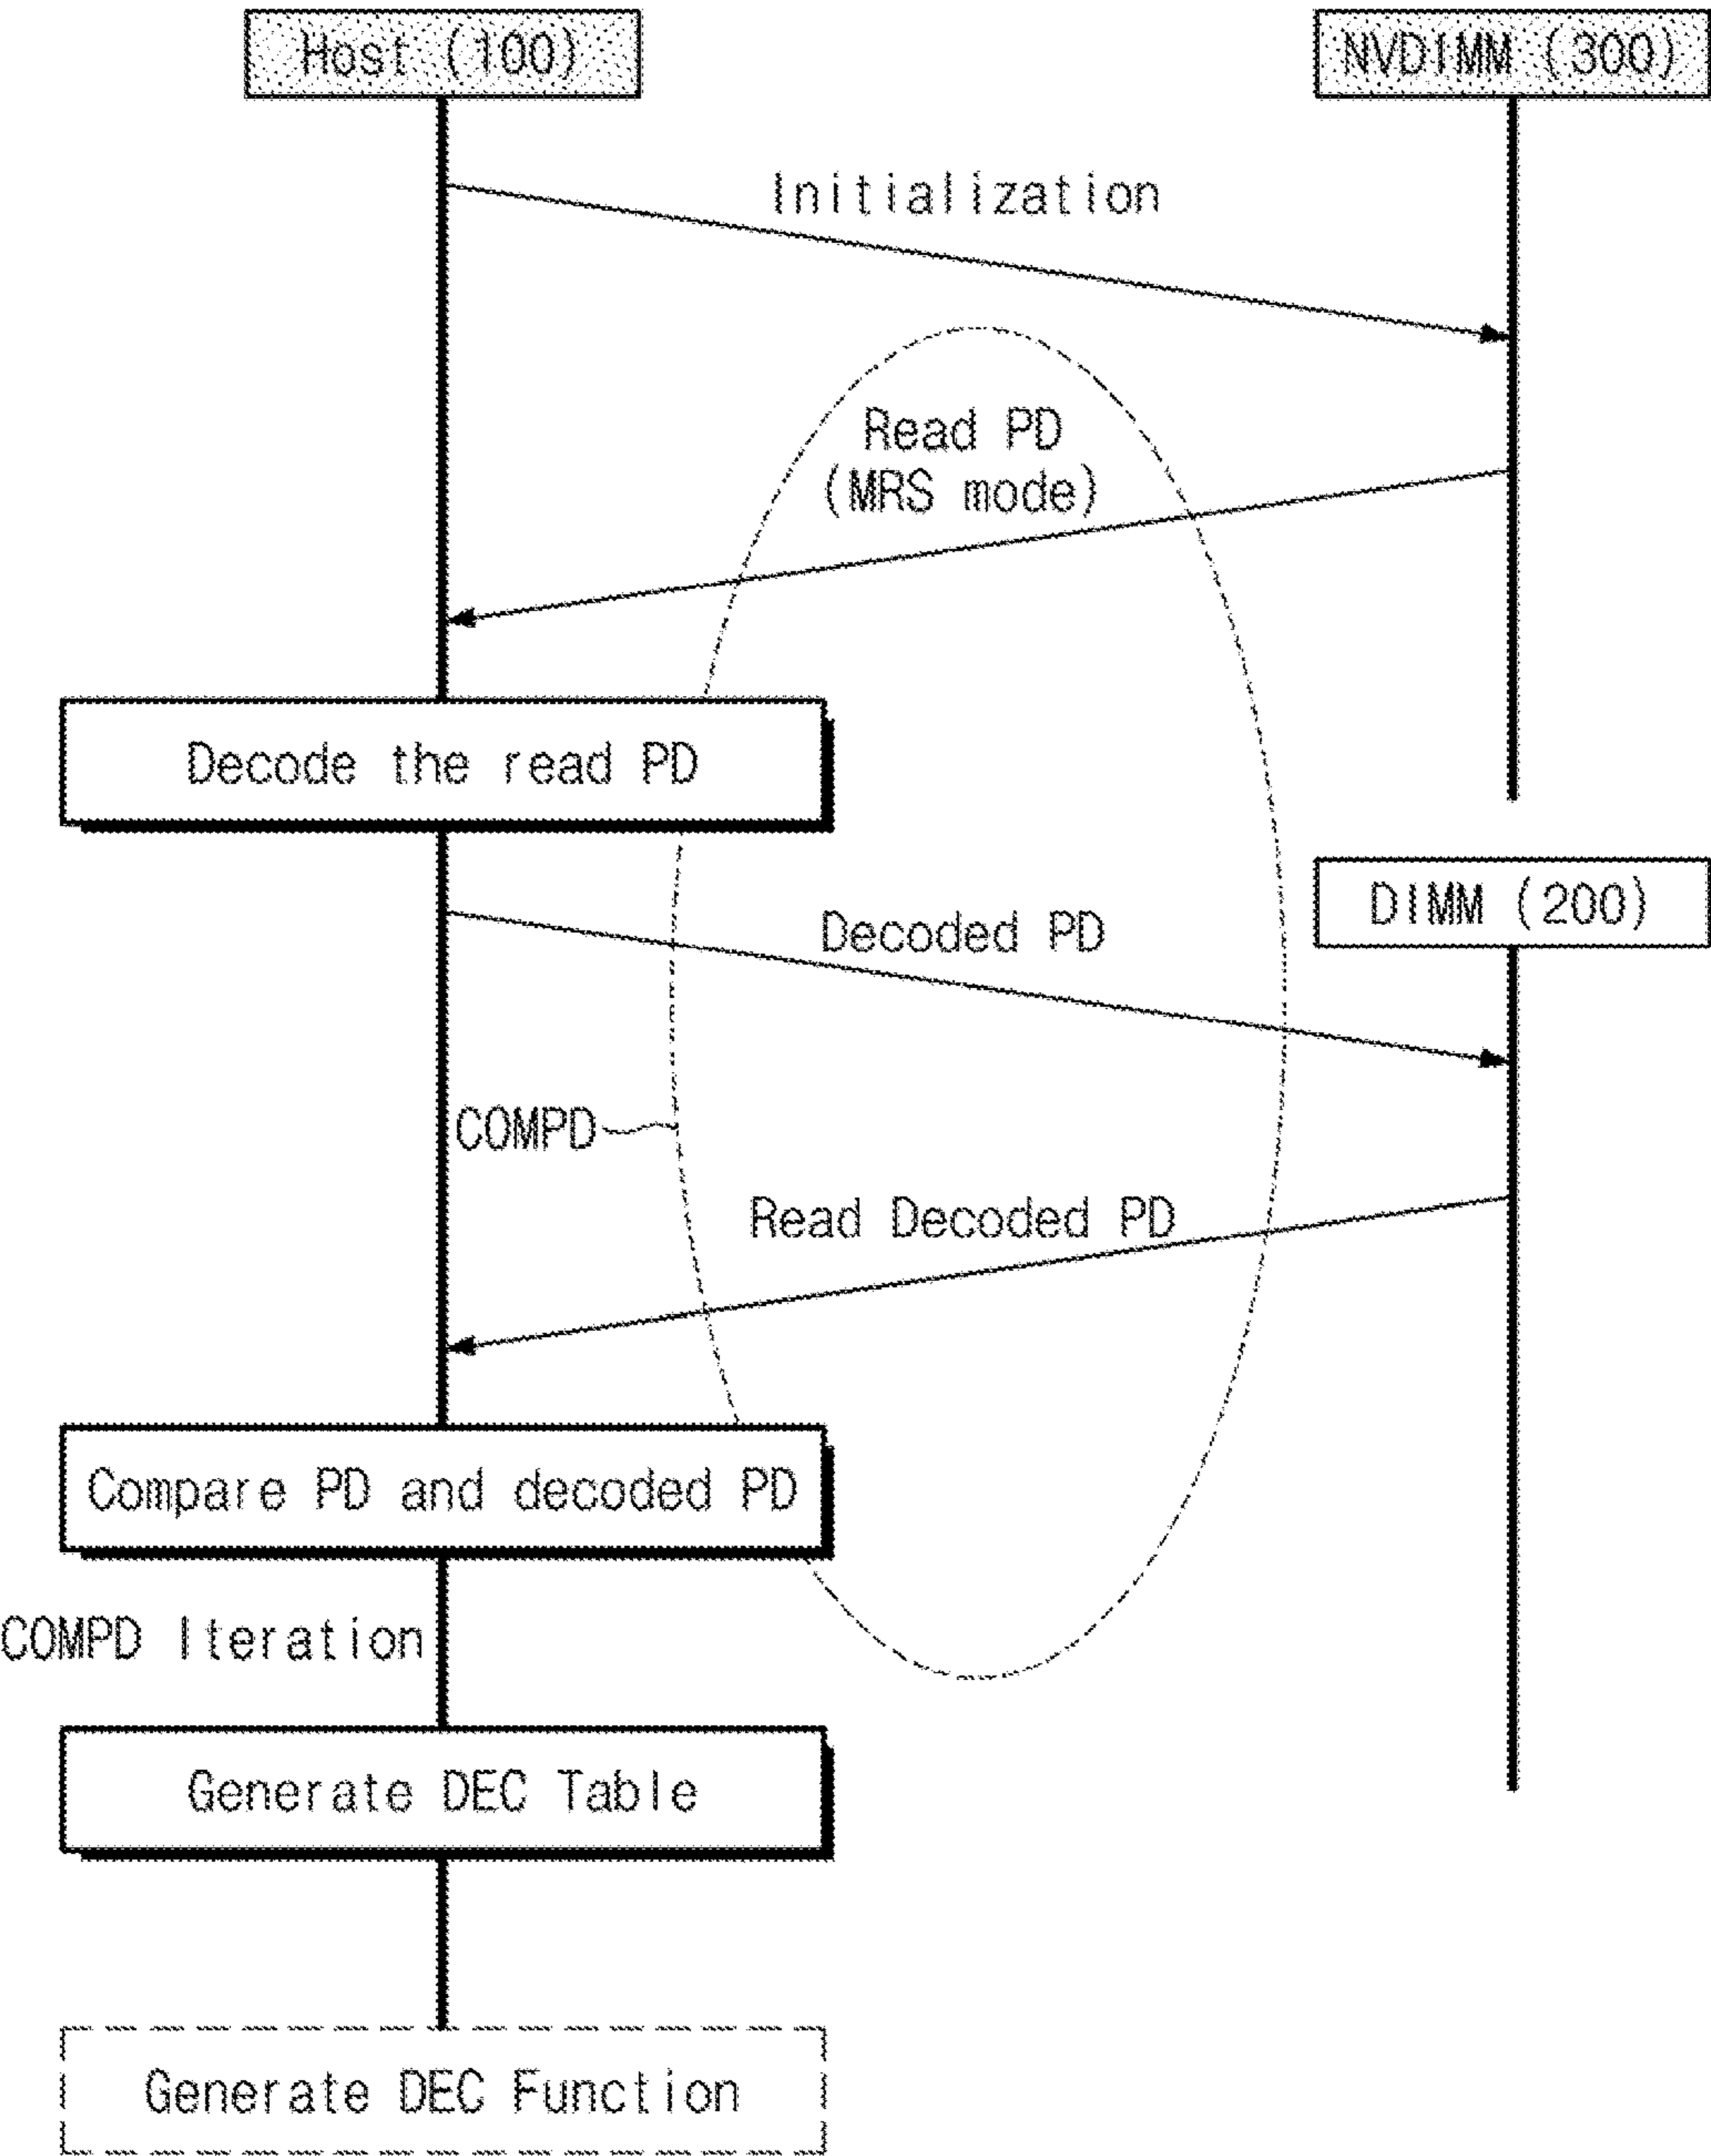 Host (100)
NVDIMM (300)
Initialization
Read PD
(MRS mode)
Decode the read PD
DIMM (200)
Decoded PD
COMPD
Read Decoded PD
Compare PD and decoded PD
COMPD Iteration
Generate DEC Table
Generate DEC Function